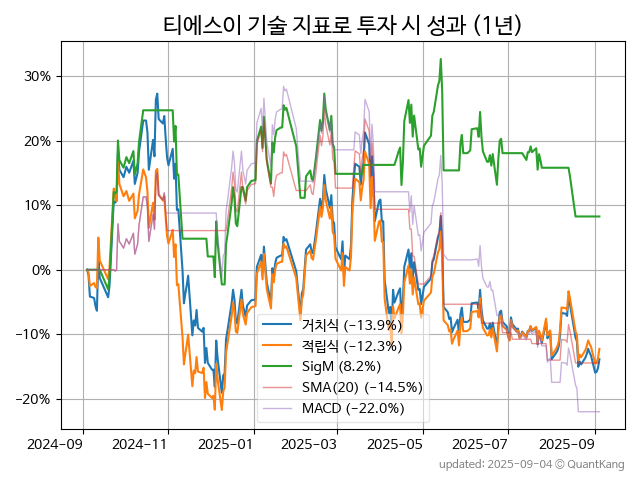 티에스이 기술 지표로 투자 시 성과 (1년)
30%
20%
10%
0%
−10%
−20%
거치식 (−13.9%)
적립식 (−12.3%)
SigM (8.2%)
SMA(20) (−14.5%)
MACD (−22.0%)
2024-09
2024-11
2025-01
2025-03
2025-05
2025-07
2025-09
updated: 2025-09-04 © QuantKang